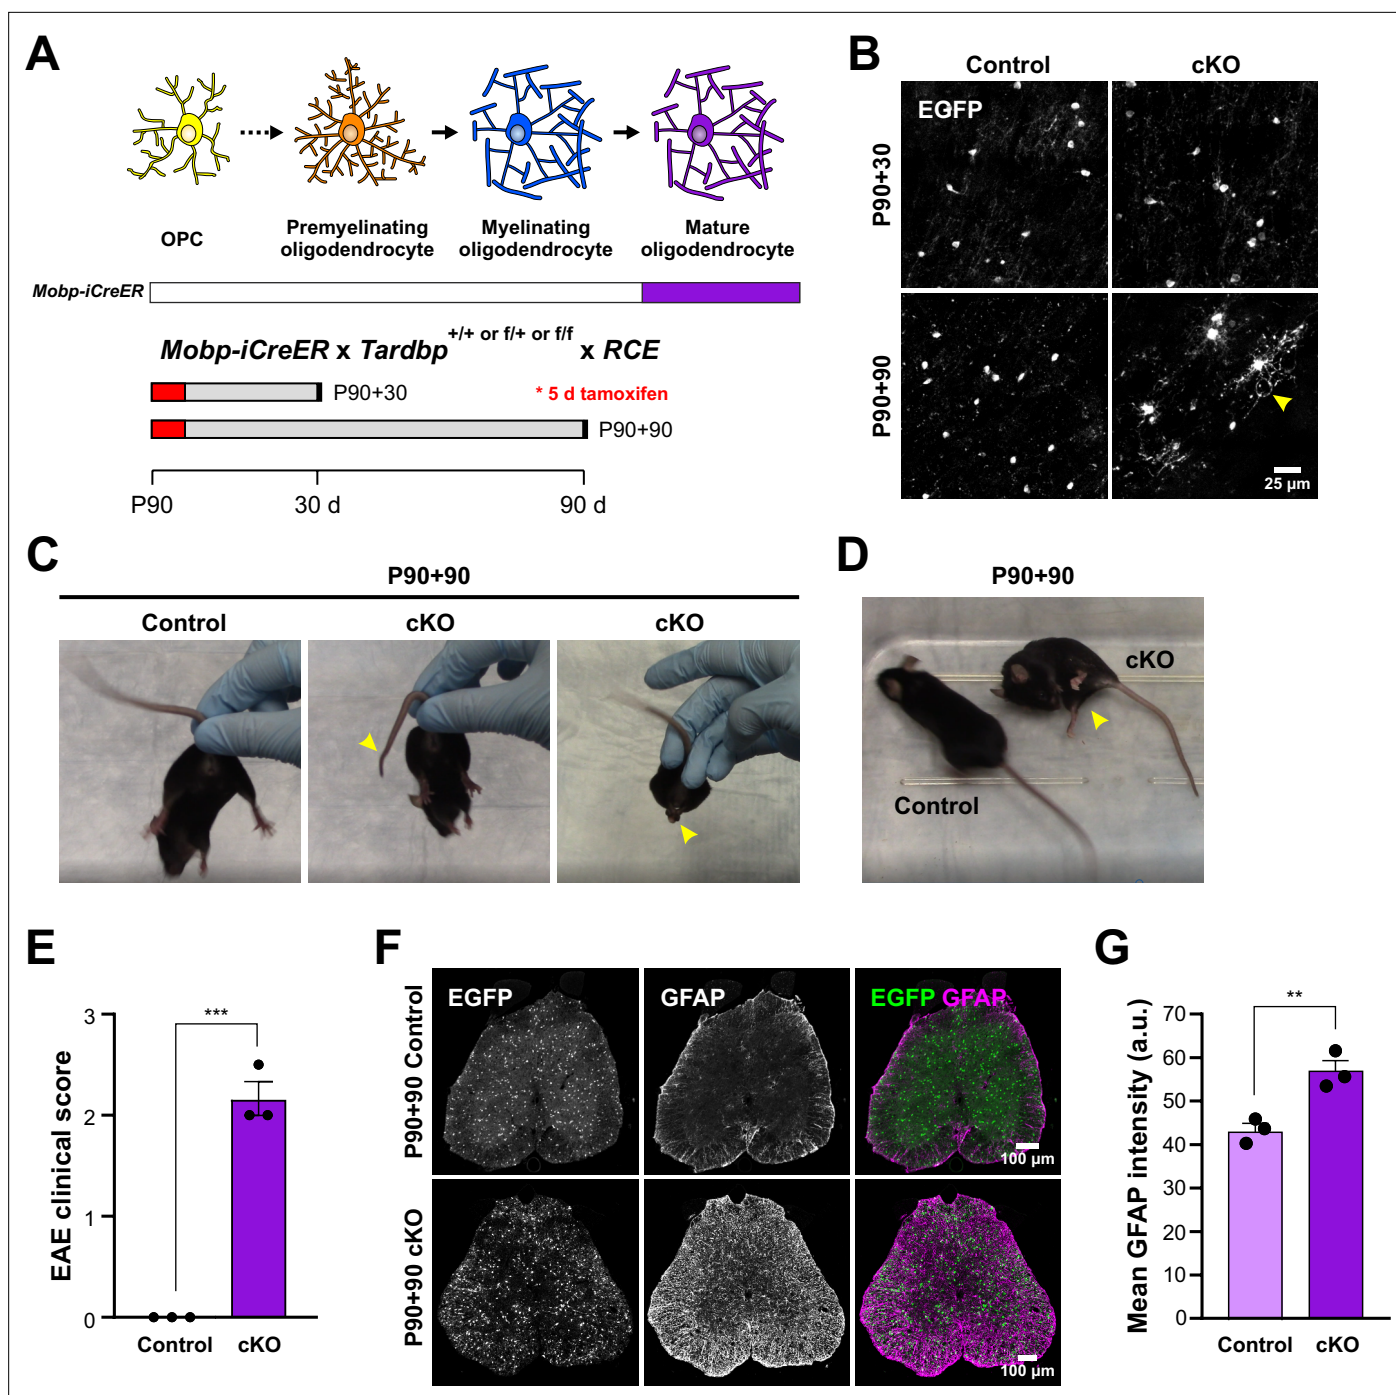 A
OPC
Premyelinating
oligodendrocyte
Myelinating
oligodendrocyte
Mature
oligodendrocyte
Mobp-iCreER
Mobp-iCreER x Tardbp +/+ or f/+ or f/f x RCE
P90+30
* 5 d tamoxifen
P90+90
P90
30 d
90 d
B
Control
cKO
EGFP
P90+30
P90+90
25 µm
C
P90+90
Control
cKO
cKO
D
P90+90
cKO
Control
E
EAE clinical score
3
2
1
0
***
Control
cKO
F
P90+90 Control
EGFP
GFAP
EGFP GFAP
100 µm
P90+90 cKO
100 µm
G
Mean GFAP intensity (a.u.)
70
60
50
40
30
20
10
0
**
Control
cKO